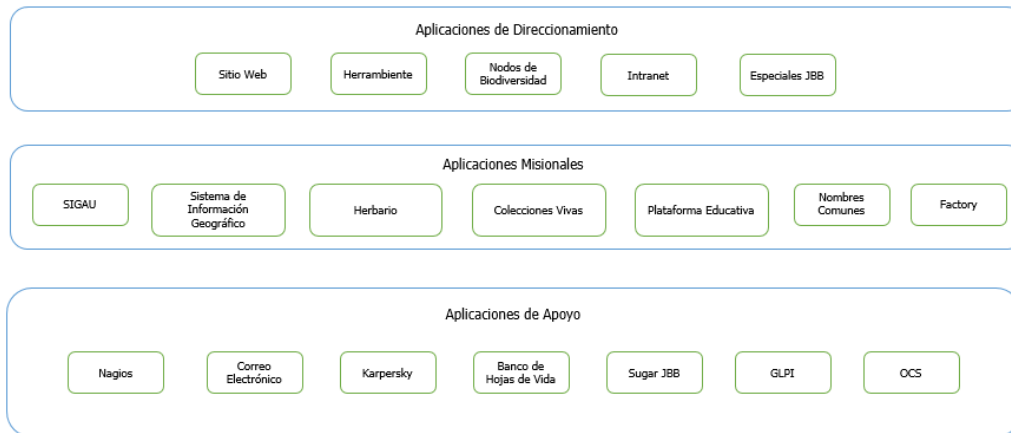 Aplicaciones de Direccionamiento
Sitio Web
Herrambiente
Nodos de
Biodiversidad
Intranet
Especiales JBB
Aplicaciones Misionales
SIGAU
Sistema de
Información
Geográfico
Herbario
Colecciones Vivas
Plataforma Educativa
Nombres
Comunes
Factory
Aplicaciones de Apoyo
Nagios
Correo
Electrónico
Karpersky
Banco de
Hojas de Vida
Sugar JBB
GLPI
OCS